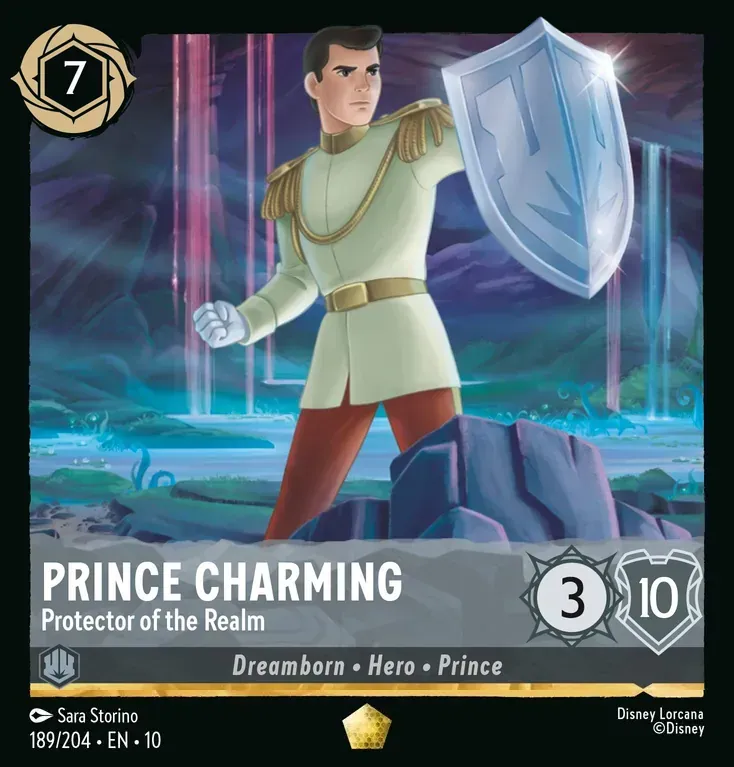 7
PRINCE CHARMING
Protector of the Realm
3
10
Dreamborn • Hero • Prince
Sara Storino
189/204 • EN • 10
Disney Lorcana
©Disney